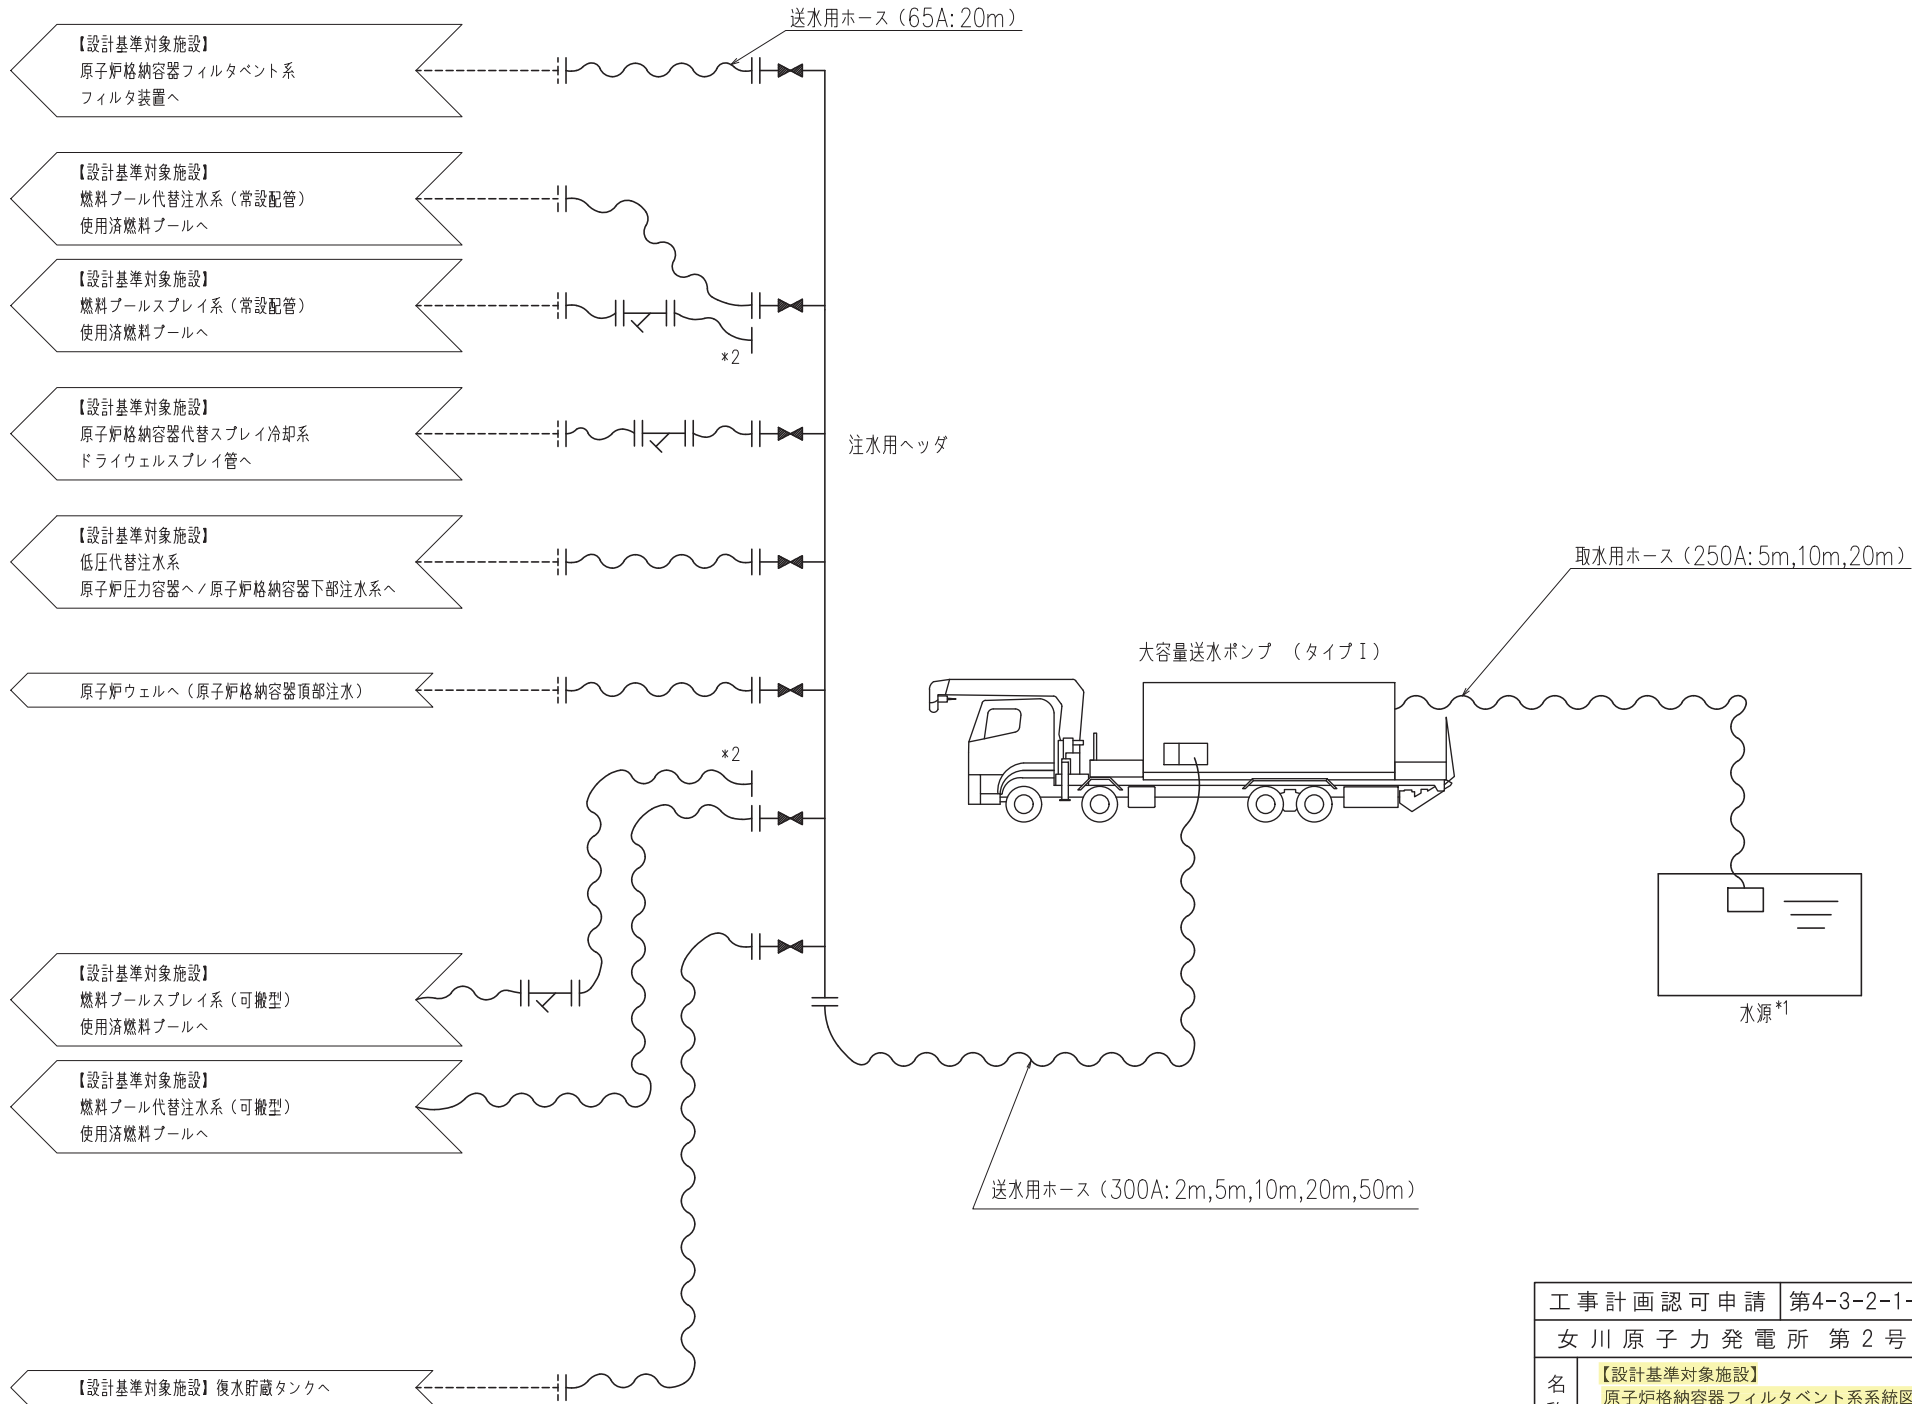 送水用ホース（65A：20m）
【設計基準対象施設】
原子炉格納容器フィルタベント系
フィルタ装置へ
【設計基準対象施設】
燃料プール代替注水系（常設配管）
使用済燃料プールへ
【設計基準対象施設】
燃料プールスプレイ系（常設配管）
使用済燃料プールへ
*2
【設計基準対象施設】
原子炉格納容器代替スプレイ冷却系
ドライウェルスプレイ管へ
注水用ヘッダ
【設計基準対象施設】
低圧代替注水系
原子炉圧力容器へ／原子炉格納容器下部注水系へ
取水用ホース（250A：5m,10m,20m）
大容量送水ポンプ　（タイプⅠ）
原子炉ウェルへ（原子炉格納容器頂部注水）
*2
【設計基準対象施設】
燃料プールスプレイ系（可搬型）
使用済燃料プールへ
水源*1
【設計基準対象施設】
燃料プール代替注水系（可搬型）
使用済燃料プールへ
送水用ホース（300A：2m,5m,10m,20m,50m）
【設計基準対象施設】復水貯蔵タンクへ
工事計画認可申請 第4-3-2-1-
女川原子力発電所 第2号
名
【設計基準対象施設】
原子炉格納容器フィルタベント系系統図